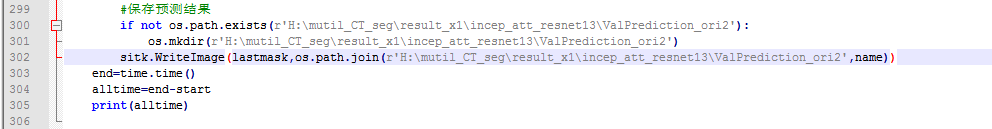 299 #保存预测结果
300 if not os.path.exists(r'H:\mutil_CT_seg\result_x1\incep_att_resnet13\ValPrediction_ori2'):
301 os.mkdir(r'H:\mutil_CT_seg\result_x1\incep_att_resnet13\ValPrediction_ori2')
302 sitk.WriteImage(lastmask,os.path.join(r'H:\mutil_CT_seg\result_x1\incep_att_resnet13\ValPrediction_ori2',name))
303 end=time.time()
304 alltime=end-start
305 print(alltime)
306